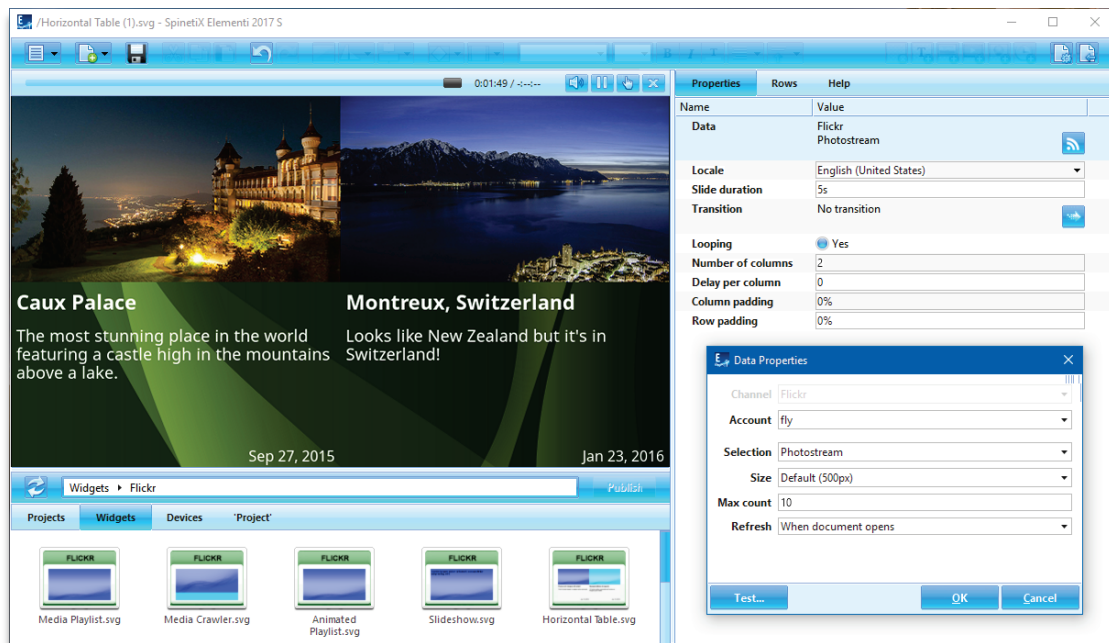 /Horizontal Table (1).svg - SpinetiX Elementi 2017 S
B I T
0:01:49 / -:--:--
Caux Palace
The most stunning place in the world
featuring a castle high in the mountains
above a lake.
Sep 27, 2015
Montreux, Switzerland
Looks like New Zealand but it's in
Switzerland!
Jan 23, 2016
Widgets Flickr
Publish
Projects Widgets Devices 'Project'
FLICKR FLICKR FLICKR FLICKR FLICKR
Media Playlist.svg Media Crawler.svg Animated Slideshow.svg Horizontal Table.svg
Playlist.svg
Properties Rows Help
Name Value
Data Flickr
Photostream
Locale English (United States)
Slide duration 5s
Transition No transition
Looping Yes
Number of columns 2
Delay per column 0
Column padding 0%
Row padding 0%
Data Properties
Channel Flickr
Account fly
Selection Photostream
Size Default (500px)
Max count 10
Refresh When document opens
Test... OK Cancel